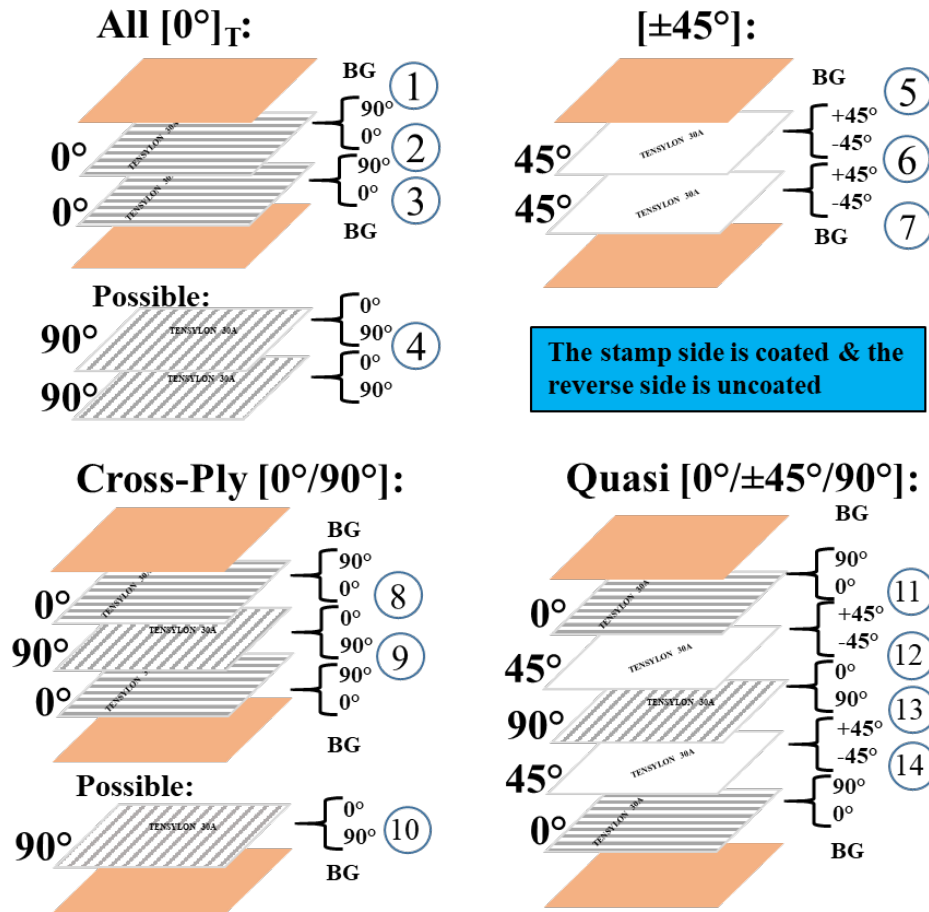 All [0°]T:
BG
1
90°
0°
2
0°
TENSYLON 30A
90°
0°
3
0°
TENSYLON 30
BG
Possible:
0°
90°
90°
TENSYLON 30A
4
0°
90°
90°
TENSYLON 30A
[±45°]:
BG
5
+45°
-45°
6
45°
TENSYLON 30A
+45°
-45°
45°
TENSYLON 30A
7
BG
The stamp side is coated & the
reverse side is uncoated
Cross-Ply [0°/90°]:
BG
90°
0°
8
0°
TENSYLON 30A
0°
90°
9
90°
TENSYLON 30A
90°
0°
0°
TENSYLON 3
BG
Possible:
0°
90°
10
90°
TENSYLON 30A
BG
Quasi [0°/±45°/90°]:
BG
90°
0°
11
0°
TENSYLON 30A
+45°
-45°
12
45°
TENSYLON 30A
0°
90°
13
90°
TENSYLON 30A
+45°
-45°
14
45°
TENSYLON 30A
90°
0°
0°
TENSYLON 30A
BG